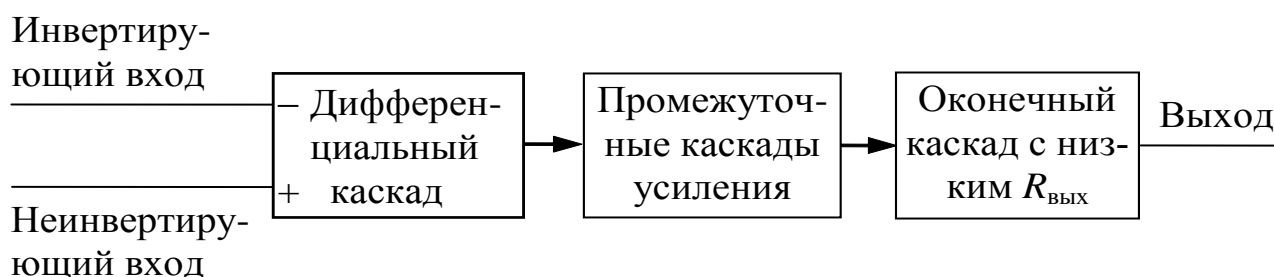 Инвертиру-
ющий вход
– Дифферен-
циальный
+ каскад
Неинвертиру-
ющий вход
Промежуточ-
ные каскады
усиления
Оконечный
каскад с низ-
ким Rвых
Выход